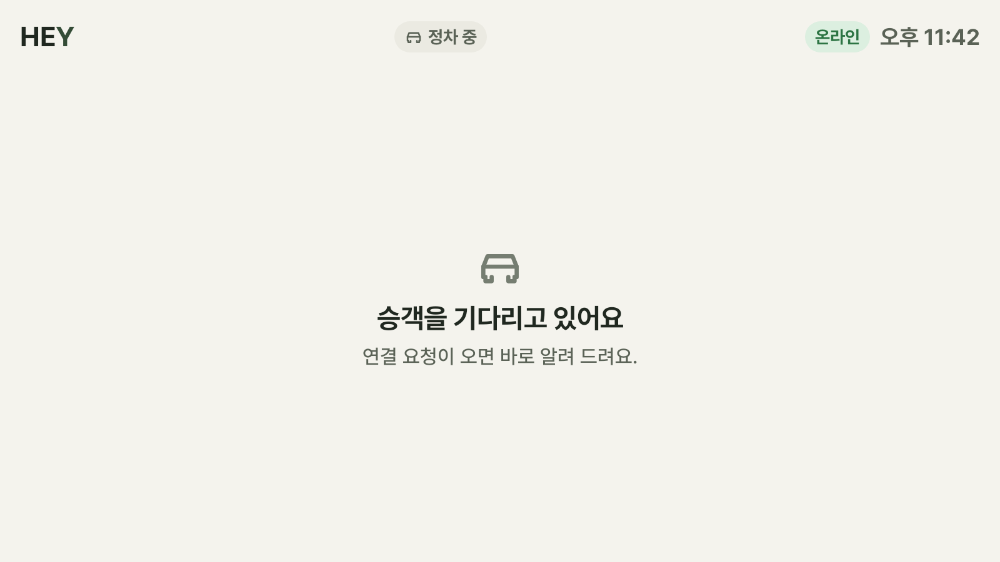 HEY
정차 중
온라인 오후 11:42
승객을 기다리고 있어요
연결 요청이 오면 바로 알려 드려요.